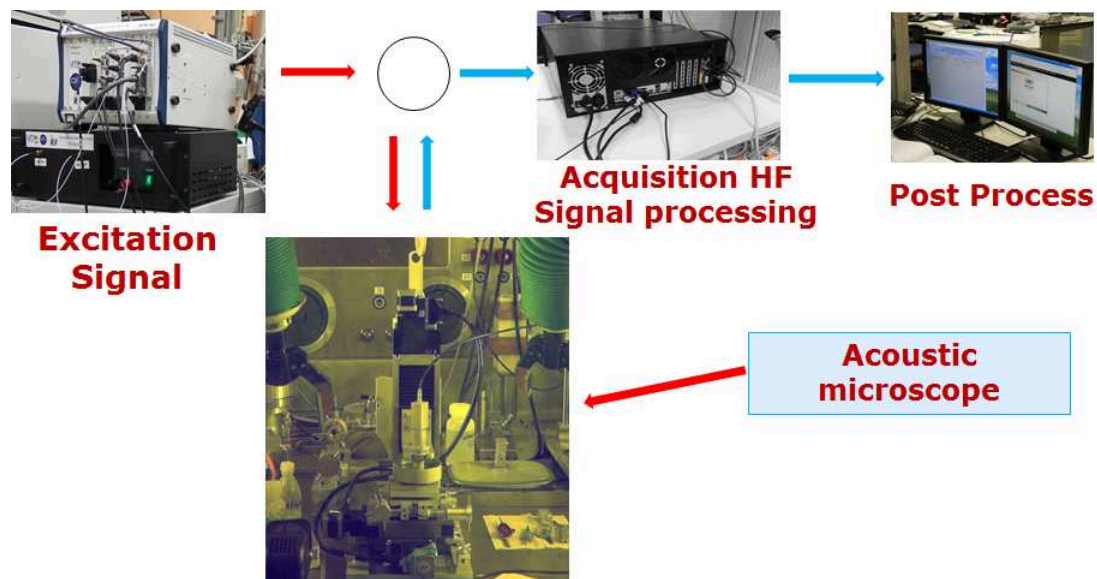 Excitation
Signal
Acquisition HF
Signal processing
Post Process
Acoustic
microscope